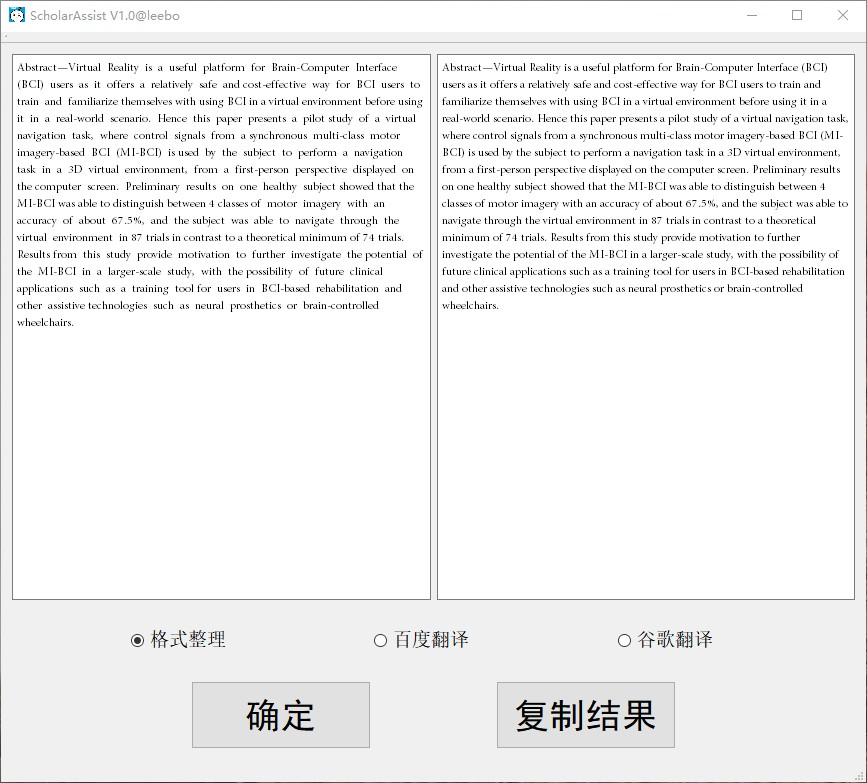 ScholarAssist V1.0@leebo
Abstract—Virtual Reality is a useful platform for Brain-Computer Interface
(BCI) users as it offers a relatively safe and cost-effective way for BCI users to
train and familiarize themselves with using BCI in a virtual environment before using
it in a real-world scenario. Hence this paper presents a pilot study of a virtual
navigation task, where control signals from a synchronous multi-class motor
imagery-based BCI (MI-BCI) is used by the subject to perform a navigation
task in a 3D virtual environment, from a first-person perspective displayed on
the computer screen. Preliminary results on one healthy subject showed that the
MI-BCI was able to distinguish between 4 classes of motor imagery with an
accuracy of about 67.5%, and the subject was able to navigate through the
virtual environment in 87 trials in contrast to a theoretical minimum of 74 trials.
Results from this study provide motivation to further investigate the potential of
the MI-BCI in a larger-scale study, with the possibility of future clinical
applications such as a training tool for users in BCI-based rehabilitation and
other assistive technologies such as neural prosthetics or brain-controlled
wheelchairs.
Abstract—Virtual Reality is a useful platform for Brain-Computer Interface (BCI)
users as it offers a relatively safe and cost-effective way for BCI users to train and
familiarize themselves with using BCI in a virtual environment before using it in a
real-world scenario. Hence this paper presents a pilot study of a virtual navigation task,
where control signals from a synchronous multi-class motor imagery-based BCI (MI-
BCI) is used by the subject to perform a navigation task in a 3D virtual environment,
from a first-person perspective displayed on the computer screen. Preliminary results
on one healthy subject showed that the MI-BCI was able to distinguish between 4
classes of motor imagery with an accuracy of about 67.5%, and the subject was able to
navigate through the virtual environment in 87 trials in contrast to a theoretical
minimum of 74 trials. Results from this study provide motivation to further
investigate the potential of the MI-BCI in a larger-scale study, with the possibility of
future clinical applications such as a training tool for users in BCI-based rehabilitation
and other assistive technologies such as neural prosthetics or brain-controlled
wheelchairs.
格式整理
百度翻译
谷歌翻译
确定
复制结果